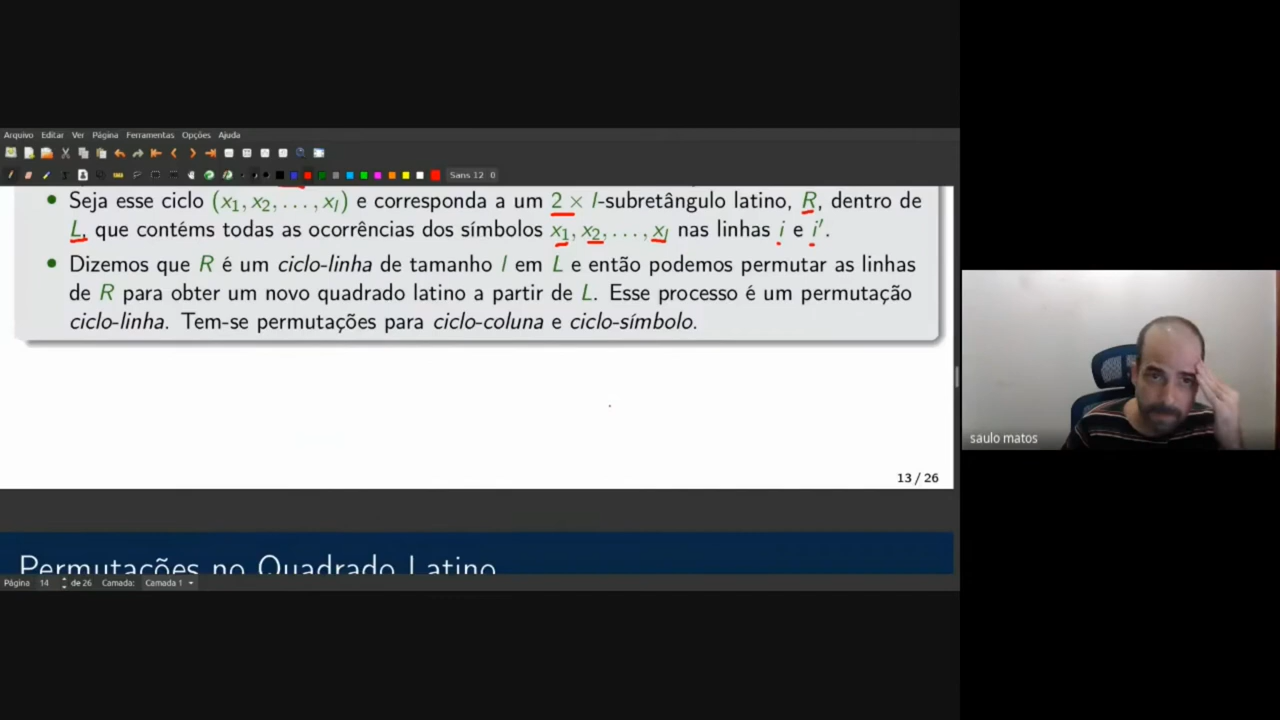 Arquivo Editar Ver Página Ferramentas Opções Ajuda
Sans 12
• Seja esse ciclo (x₁, x₂, . . . , xₗ) e corresponda a um 2 × l-subretângulo latino, R, dentro de
L, que contéms todas as ocorrências dos símbolos x₁, x₂, . . . , xₗ nas linhas i e i′.
• Dizemos que R é um ciclo-linha de tamanho l em L e então podemos permutar as linhas
de R para obter um novo quadrado latino a partir de L. Esse processo é um permutação
ciclo-linha. Tem-se permutações para ciclo-coluna e ciclo-símbolo.
13 / 26
Permutações no Quadrado Latino
Página 14 de 26 Camada: Camada 1
saulo matos